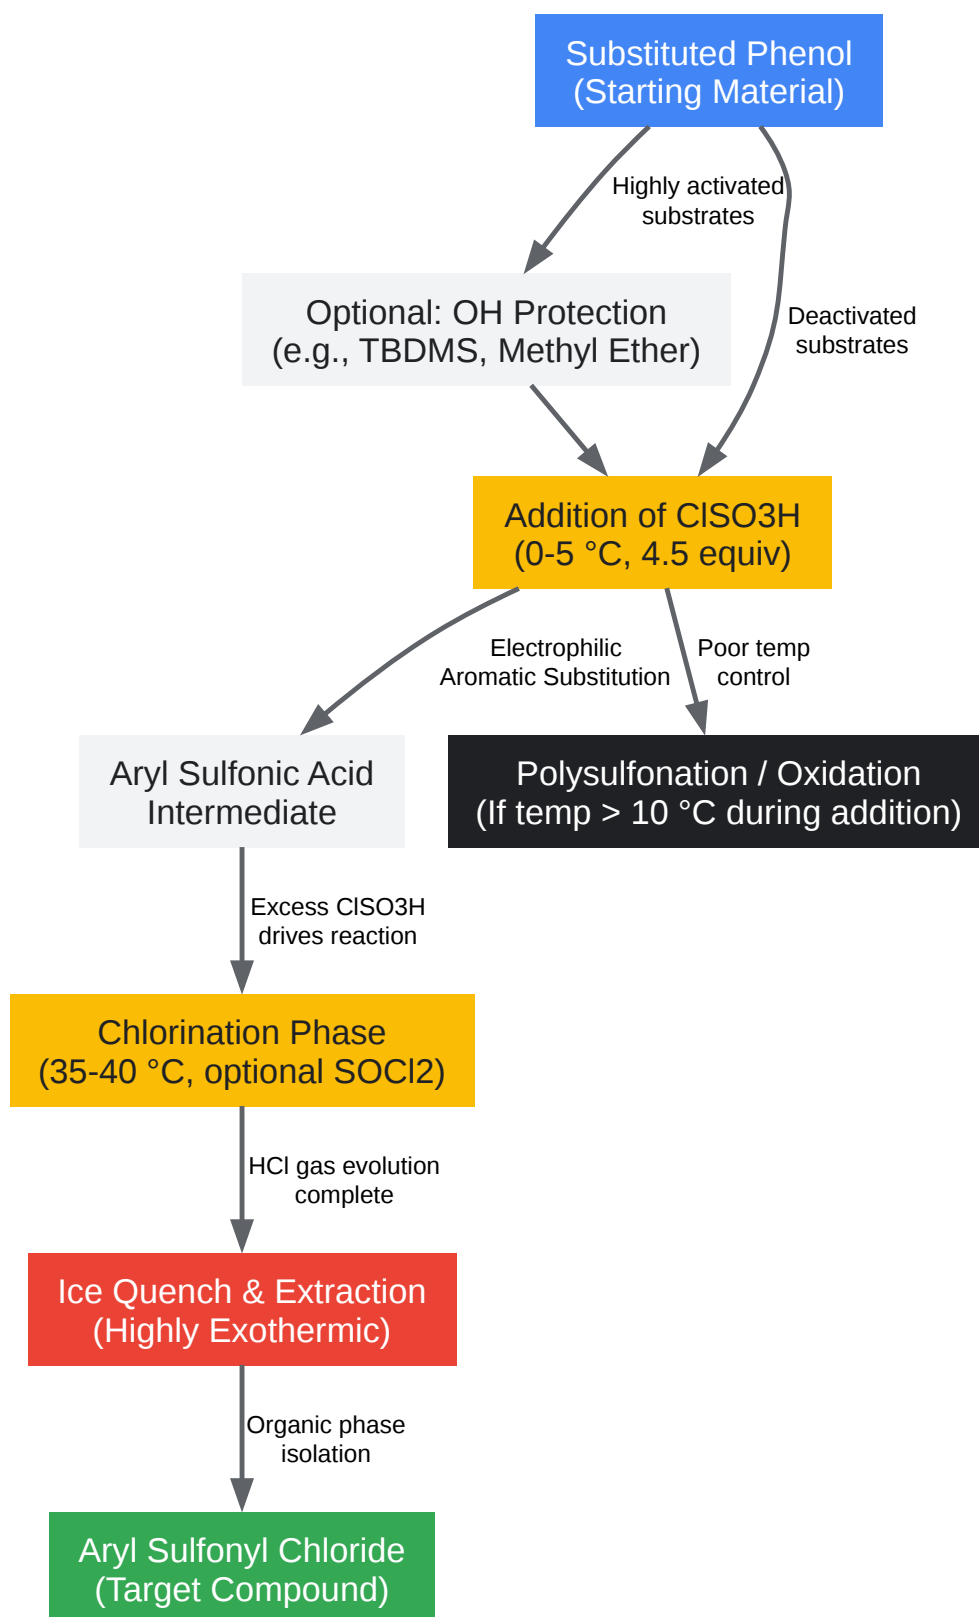 Substituted Phenol
(Starting Material)
Highly activated
substrates
Optional: OH Protection
(e.g., TBDMS, Methyl Ether)
Deactivated
substrates
Addition of ClSO3H
(0-5 °C, 4.5 equiv)
Electrophilic
Aromatic Substitution
Poor temp
control
Aryl Sulfonic Acid
Intermediate
Polysulfonation / Oxidation
(If temp > 10 °C during addition)
Excess ClSO3H
drives reaction
Chlorination Phase
(35-40 °C, optional SOCl2)
HCl gas evolution
complete
Ice Quench & Extraction
(Highly Exothermic)
Organic phase
isolation
Aryl Sulfonyl Chloride
(Target Compound)